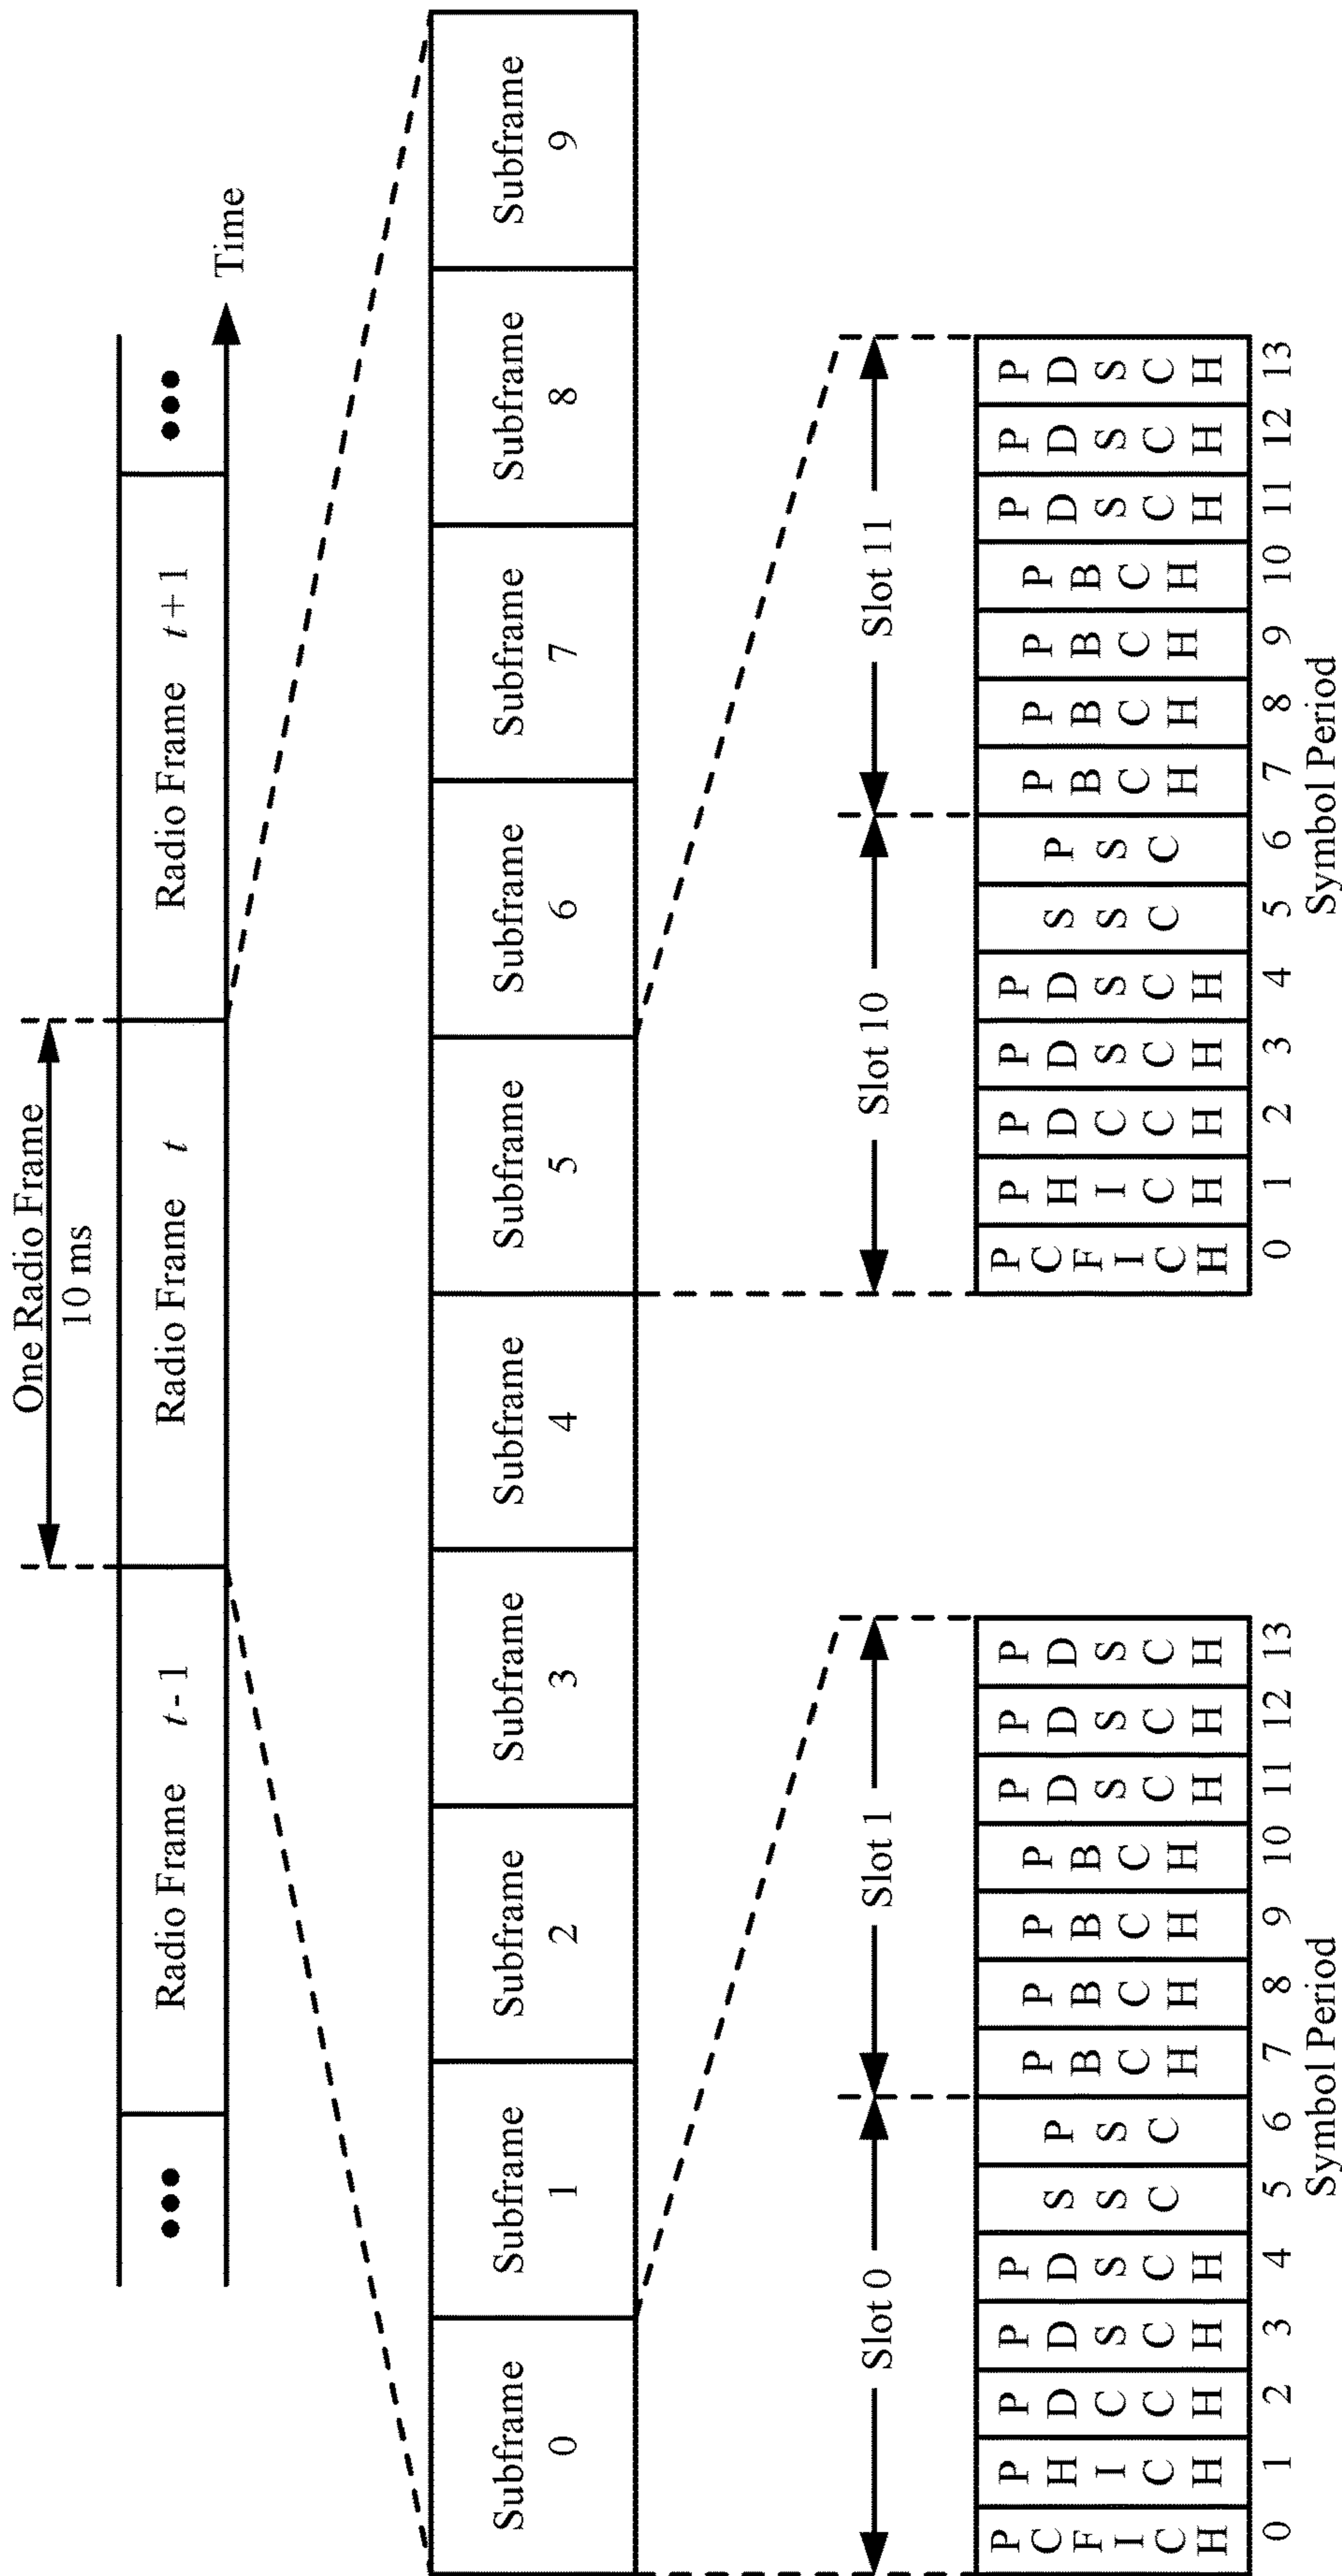 One Radio Frame
10 ms
•••
Radio Frame t-1
Radio Frame t
Radio Frame t+1
•••
Time
Subframe
0
Subframe
1
Subframe
2
Subframe
3
Subframe
4
Subframe
5
Subframe
6
Subframe
7
Subframe
8
Subframe
9
Slot 0
Slot 1
PCFICH
PHICH
PDCCH
PDSCH
PDSCH
SSC
PSC
PBCH
PBCH
PBCH
PBCH
PDSCH
PDSCH
PDSCH
0 1 2 3 4 5 6 7 8 9 10 11 12 13
Symbol Period
Slot 10
Slot 11
PCFICH
PHICH
PDCCH
PDSCH
PDSCH
SSC
PSC
PBCH
PBCH
PBCH
PBCH
PDSCH
PDSCH
PDSCH
0 1 2 3 4 5 6 7 8 9 10 11 12 13
Symbol Period